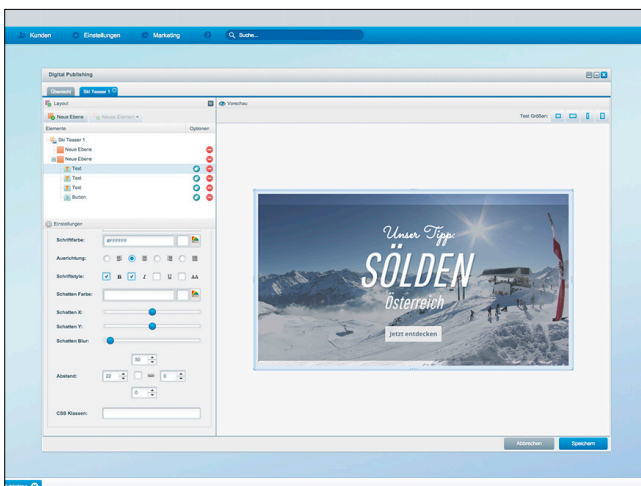 Kunden Einstellungen Marketing Suche...
Digital Publishing
Übersicht Ski Teaser 1
Layout
Neue Ebene Neues Element
Elemente Optionen
Ski Teaser 1
Neue Ebene
Neue Ebene
Text
Text
Text
Button
Einstellungen
Schriftfarbe: #FFFFFF
Ausrichtung:
Schriftstyle: B I U AA
Schatten Farbe:
Schatten X:
Schatten Y:
Schatten Blur:
50
Abstand: 22 0
0
CSS Klassen:
Vorschau
Test Größen:
Unser Tipp:
SÖLDEN
Österreich
Jetzt entdecken
Abbrechen Speichern